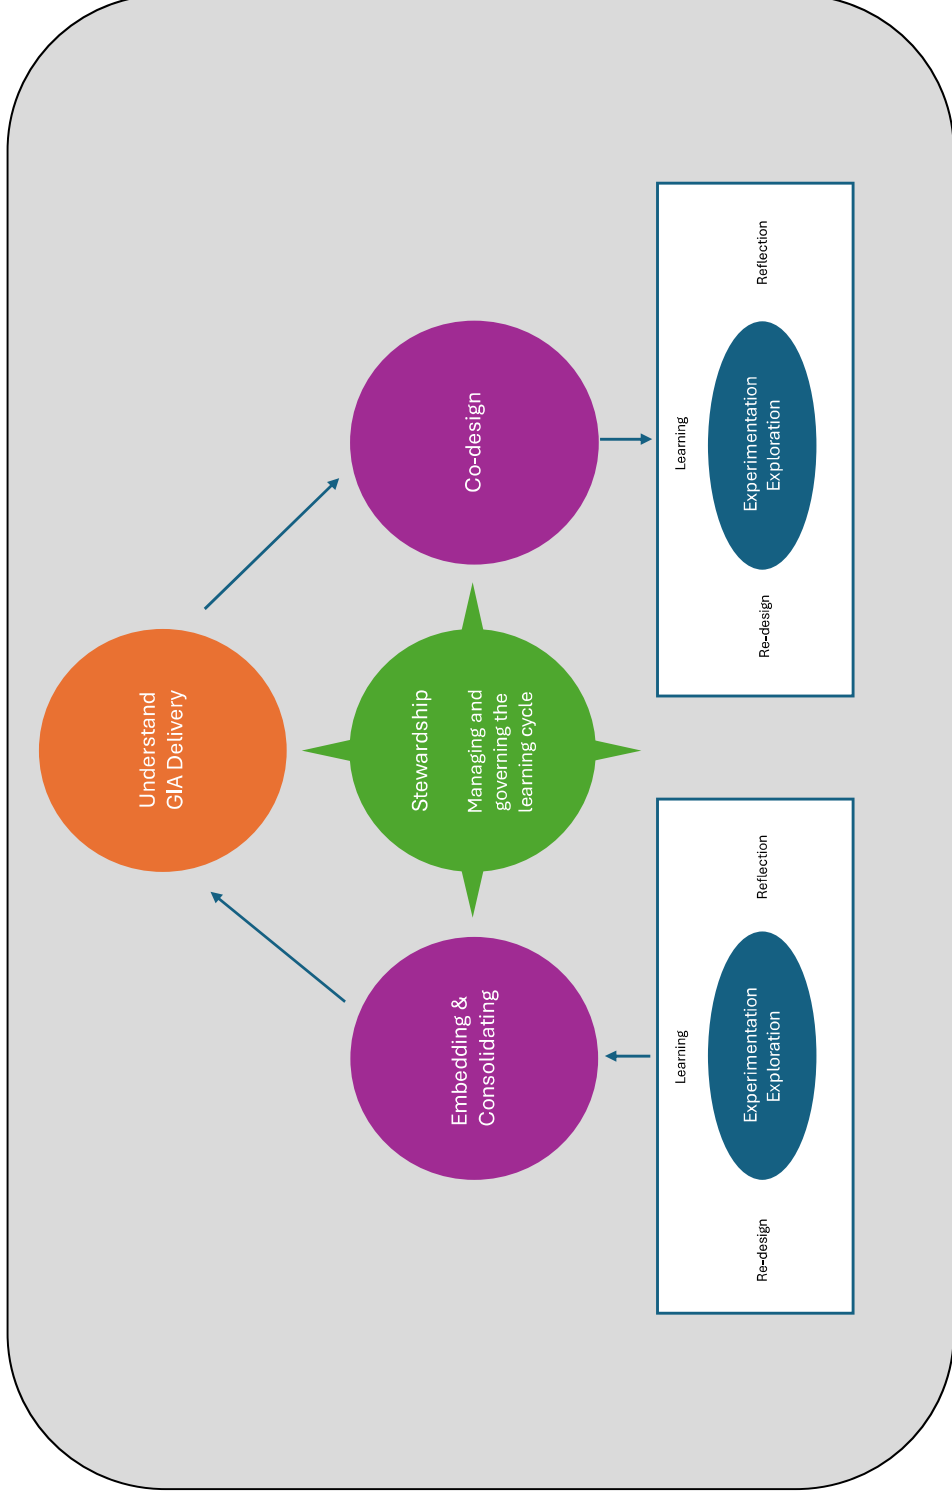 Understand
GIA Delivery
Embedding &
Consolidating
Stewardship
Managing and
governing the
learning cycle
Co-design
Learning
Re-design
Experimentation
Exploration
Reflection
Learning
Re-design
Experimentation
Exploration
Reflection